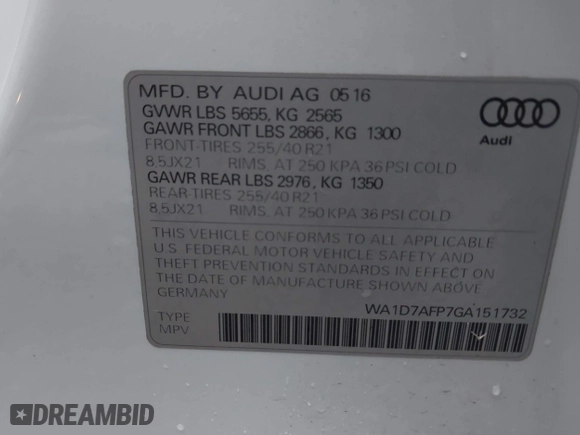 MFD. BY AUDI AG 05 16
GVWR LBS 5655, KG 2565
GAWR FRONT LBS 2866, KG 1300
FRONT-TIRES 255/40 R21
8,5JX21 RIMS, AT 250 KPA 36 PSI COLD
GAWR REAR LBS 2976, KG 1350
REAR-TIRES 255/40 R21
8,5JX21 RIMS, AT 250 KPA 36 PSI COLD
Audi
THIS VEHICLE CONFORMS TO ALL APPLICABLE
U.S. FEDERAL MOTOR VEHICLE SAFETY AND
THEFT PREVENTION STANDARDS IN EFFECT ON
THE DATE OF MANUFACTURE SHOWN ABOVE
GERMANY
WA1D7AFP7GA151732
TYPE
MPV
DREAMBID